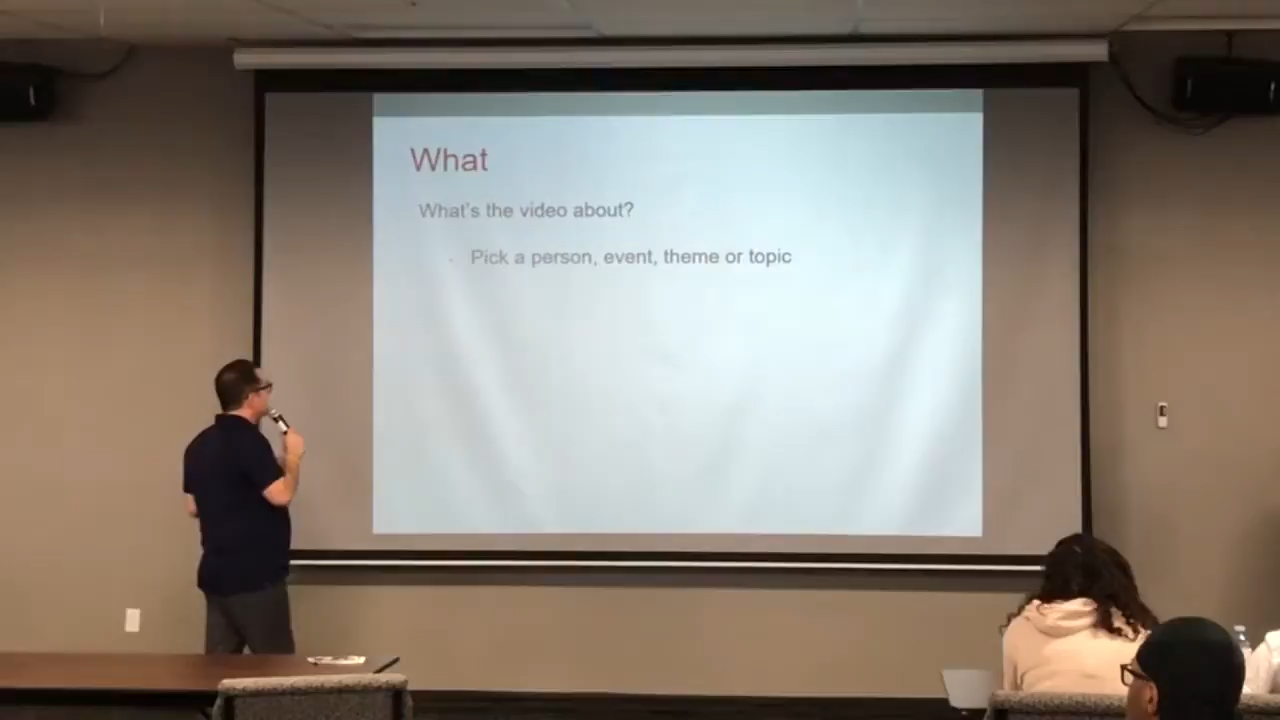 What
What's the video about?
- Pick a person, event, theme or topic